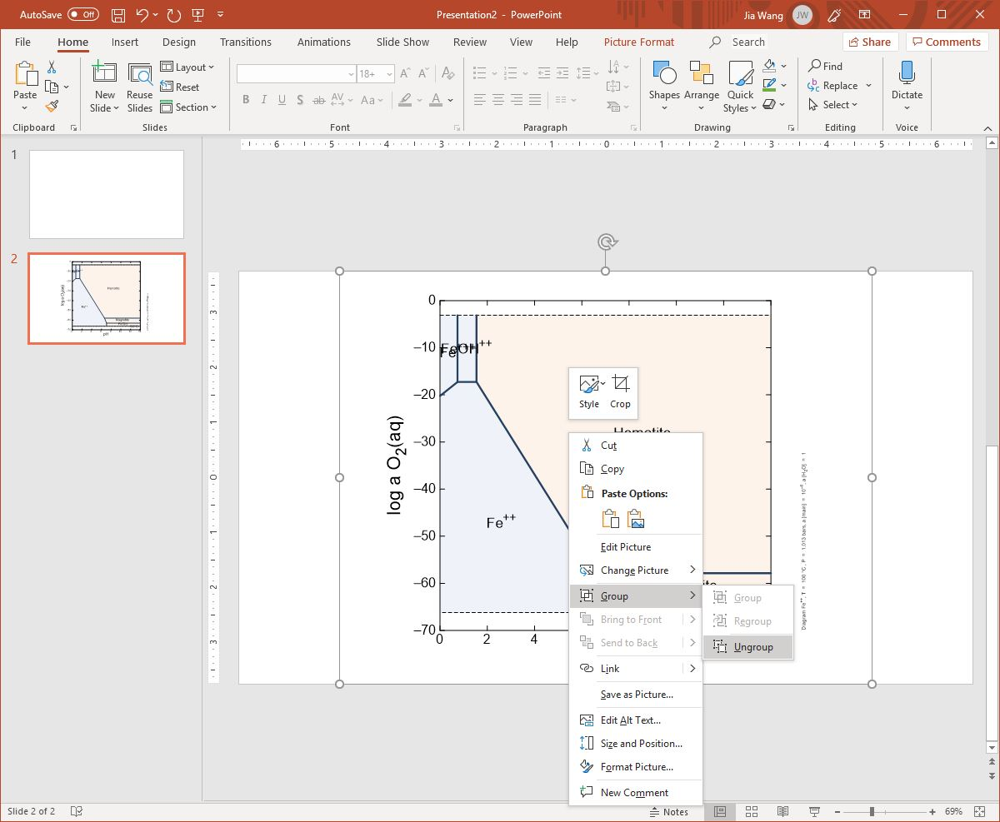 AutoSave Off Presentation2 - PowerPoint Jia Wang JW
File Home Insert Design Transitions Animations Slide Show Review View Help Picture Format Search Share Comments
Paste
New Slide
Reuse Slides
Layout
Reset
Section
18+
B I U S ab AV Aa A
Shapes Arrange Quick Styles
Find
Replace
Select
Dictate
Clipboard Slides Font Paragraph Drawing Editing Voice
6 5 4 3 2 1 0 1 2 3 4 5 6
1
2
3
2
1
0
1
2
3
0
–10
–20
–30
–40
–50
–60
–70
0 2 4
log a O2(aq)
FeOH++
Fe++
Hematite
Diagram Fe++, T = 100 °C, P = 1.013 bars, a [main] = 10–6, a [H2O] = 1
Style Crop
Cut
Copy
Paste Options:
Edit Picture
Change Picture
Group
Bring to Front
Send to Back
Link
Save as Picture...
Edit Alt Text...
Size and Position...
Format Picture...
New Comment
Group
Regroup
Ungroup
Slide 2 of 2 Notes 69%